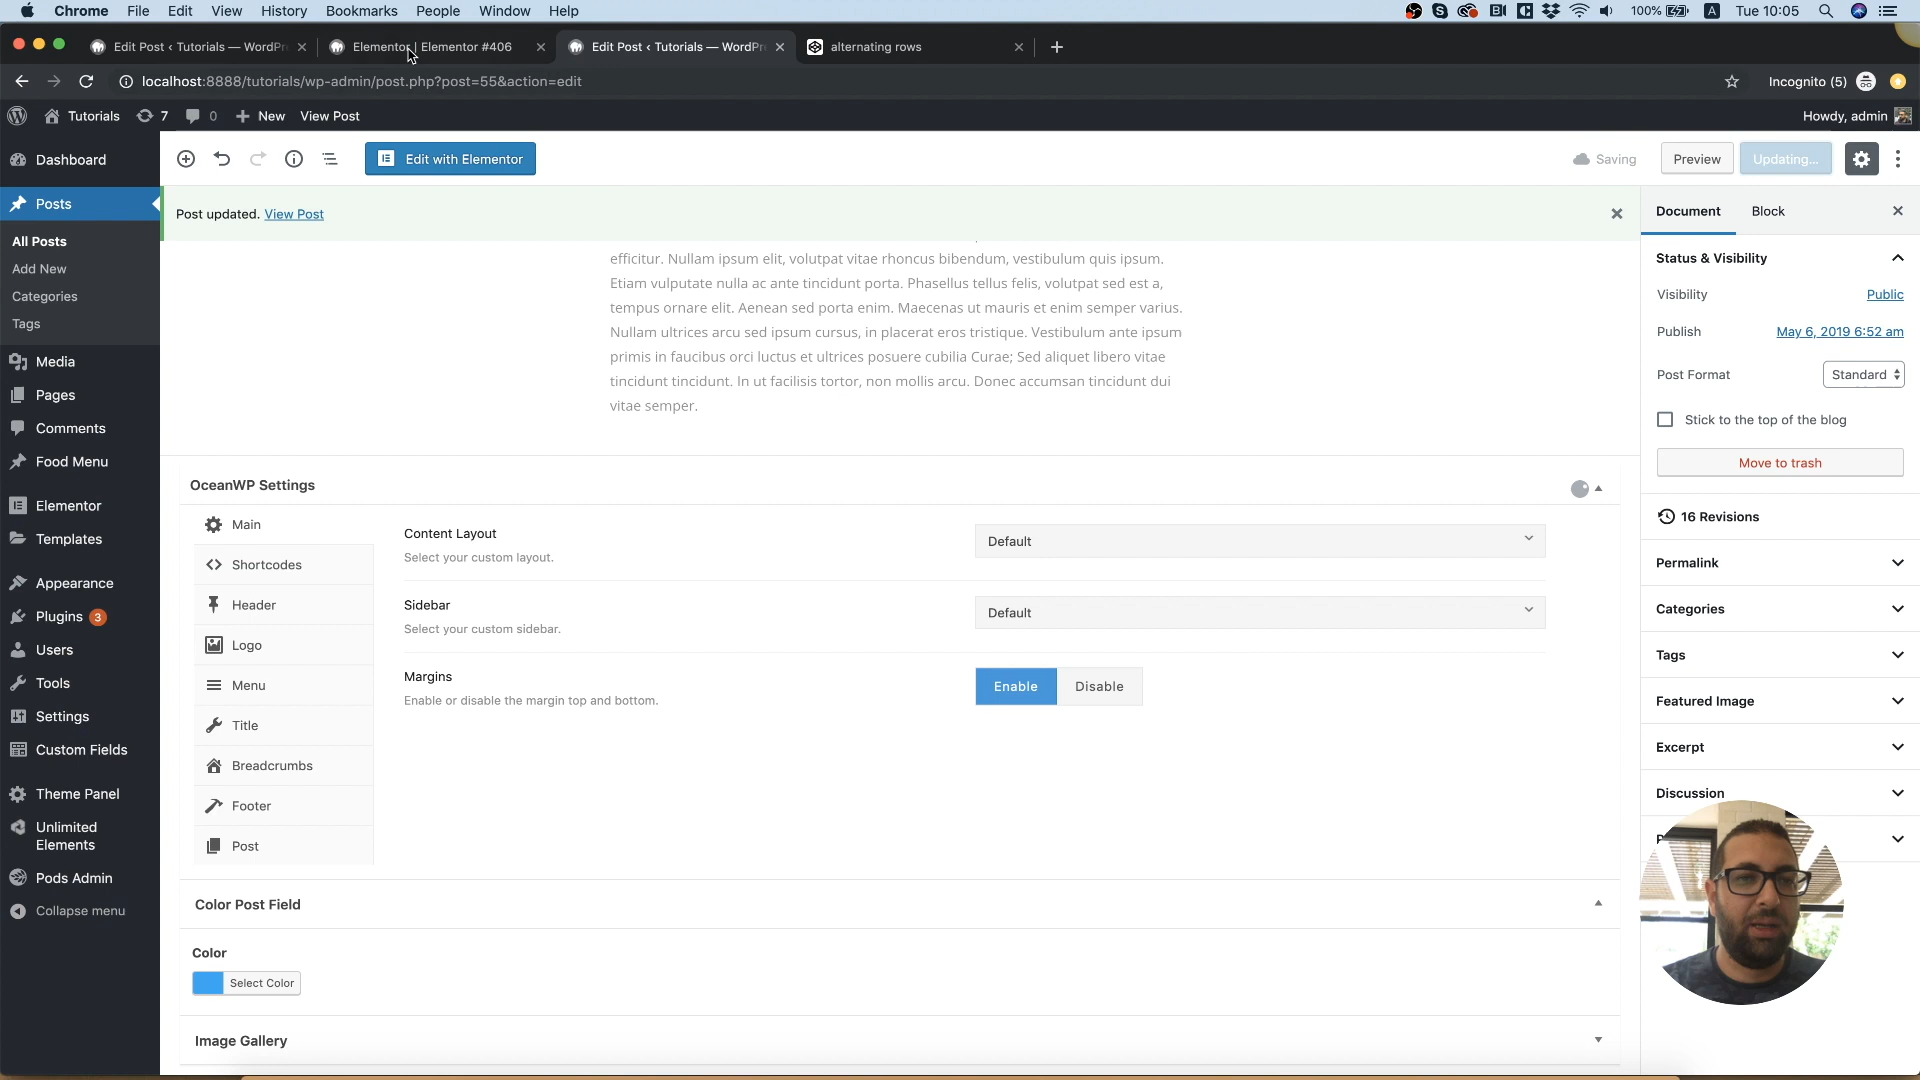 Chrome File Edit View History Bookmarks People Window Help 100% A Tue 10:05
Edit Post ‹ Tutorials — WordPr
Elementor | Elementor #406
Edit Post ‹ Tutorials — WordPr
alternating rows
localhost:8888/tutorials/wp-admin/post.php?post=55&action=edit
Incognito (5)
Tutorials 7 0 New View Post
Howdy, admin
Dashboard
Posts
All Posts
Add New
Categories
Tags
Media
Pages
Comments
Food Menu
Elementor
Templates
Appearance
Plugins 3
Users
Tools
Settings
Custom Fields
Theme Panel
Unlimited
Elements
Pods Admin
Collapse menu
Edit with Elementor
Saving
Preview
Updating...
Post updated. View Post
efficitur. Nullam ipsum elit, volutpat vitae rhoncus bibendum, vestibulum quis ipsum.
Etiam vulputate nulla ac ante tincidunt porta. Phasellus tellus felis, volutpat sed est a,
tempus ornare elit. Aenean sed porta enim. Maecenas ut mauris et enim semper varius.
Nullam ultrices arcu sed ipsum cursus, in placerat eros tristique. Vestibulum ante ipsum
primis in faucibus orci luctus et ultrices posuere cubilia Curae; Sed aliquet libero vitae
tincidunt tincidunt. In ut facilisis tortor, non mollis arcu. Donec accumsan tincidunt dui
vitae semper.
OceanWP Settings
Main
Shortcodes
Header
Logo
Menu
Title
Breadcrumbs
Footer
Post
Content Layout
Select your custom layout.
Default
Sidebar
Select your custom sidebar.
Default
Margins
Enable or disable the margin top and bottom.
Enable Disable
Color Post Field
Color
Select Color
Image Gallery
Document Block
Status & Visibility
Visibility Public
Publish May 6, 2019 6:52 am
Post Format Standard
Stick to the top of the blog
Move to trash
16 Revisions
Permalink
Categories
Tags
Featured Image
Excerpt
Discussion